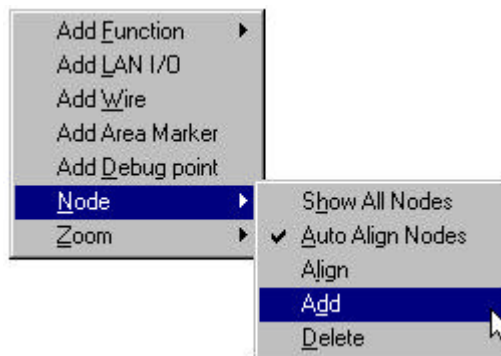 Add Function
Add LAN I/O
Add Wire
Add Area Marker
Add Debug point
Node
Zoom
Show All Nodes
Auto Align Nodes
Align
Add
Delete